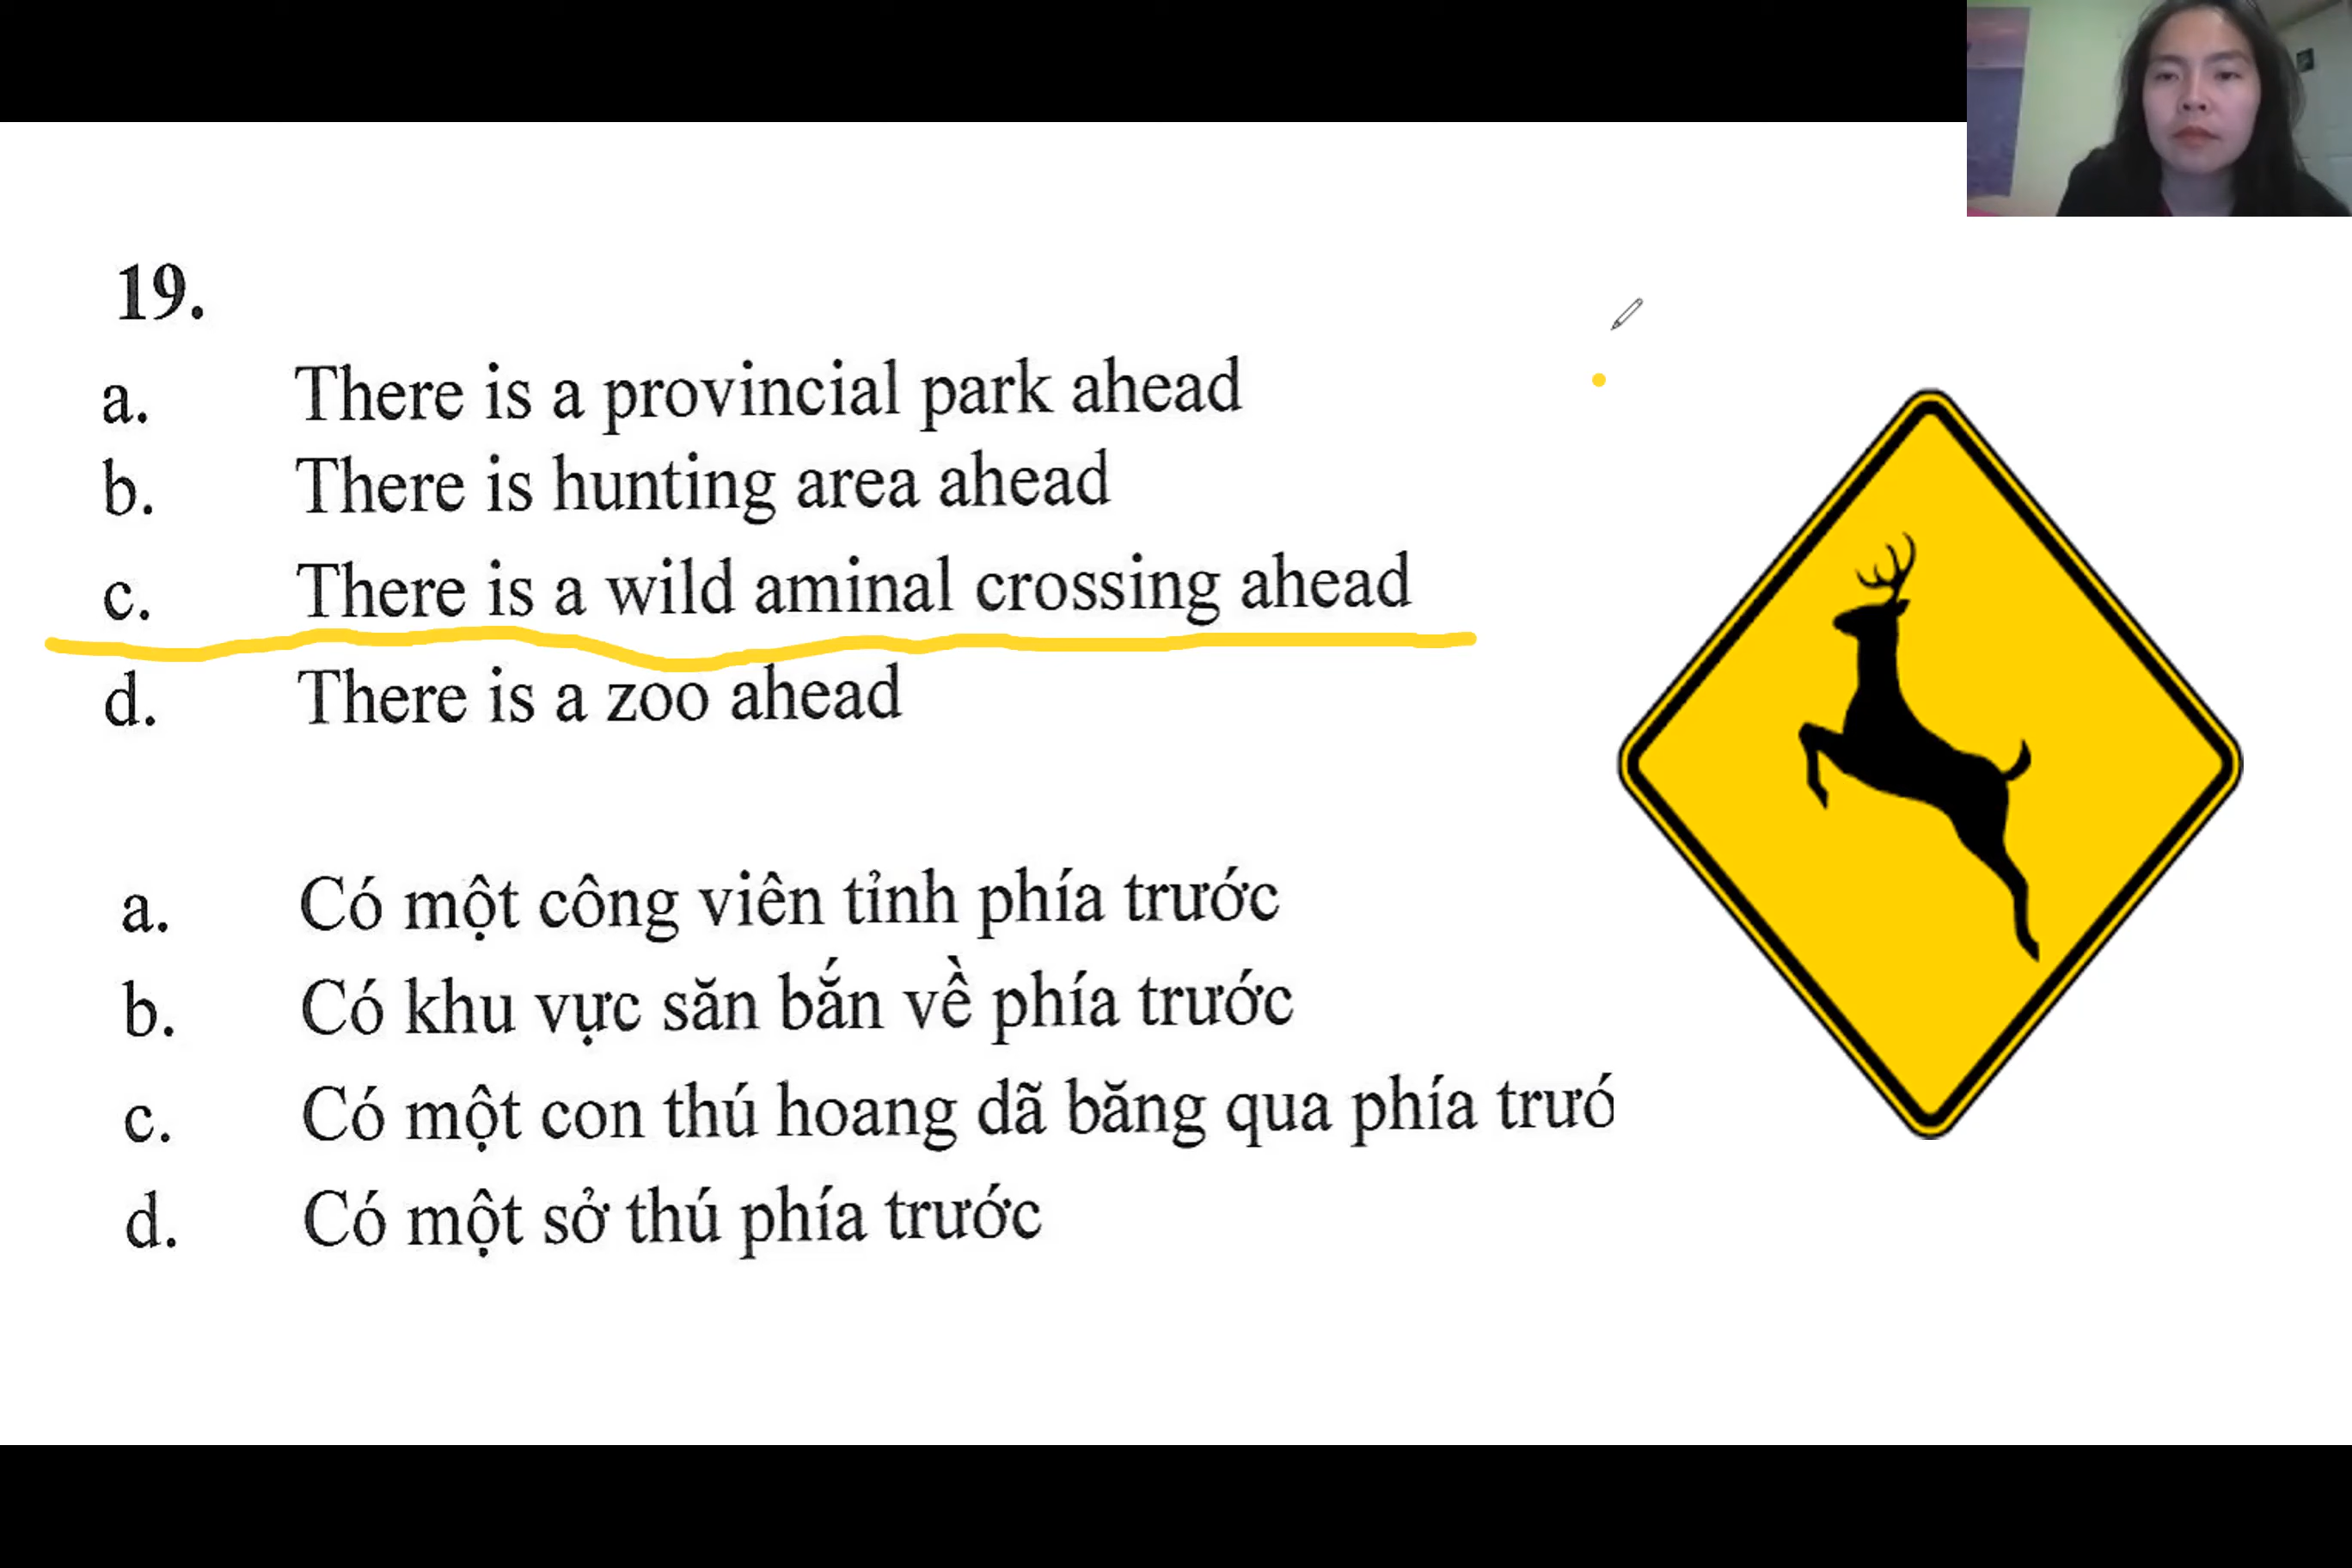 19.
a. There is a provincial park ahead
b. There is hunting area ahead
c. There is a wild aminal crossing ahead
d. There is a zoo ahead
a. Có một công viên tỉnh phía trước
b. Có khu vực săn bắn về phía trước
c. Có một con thú hoang dã băng qua phía trướ
d. Có một sở thú phía trước